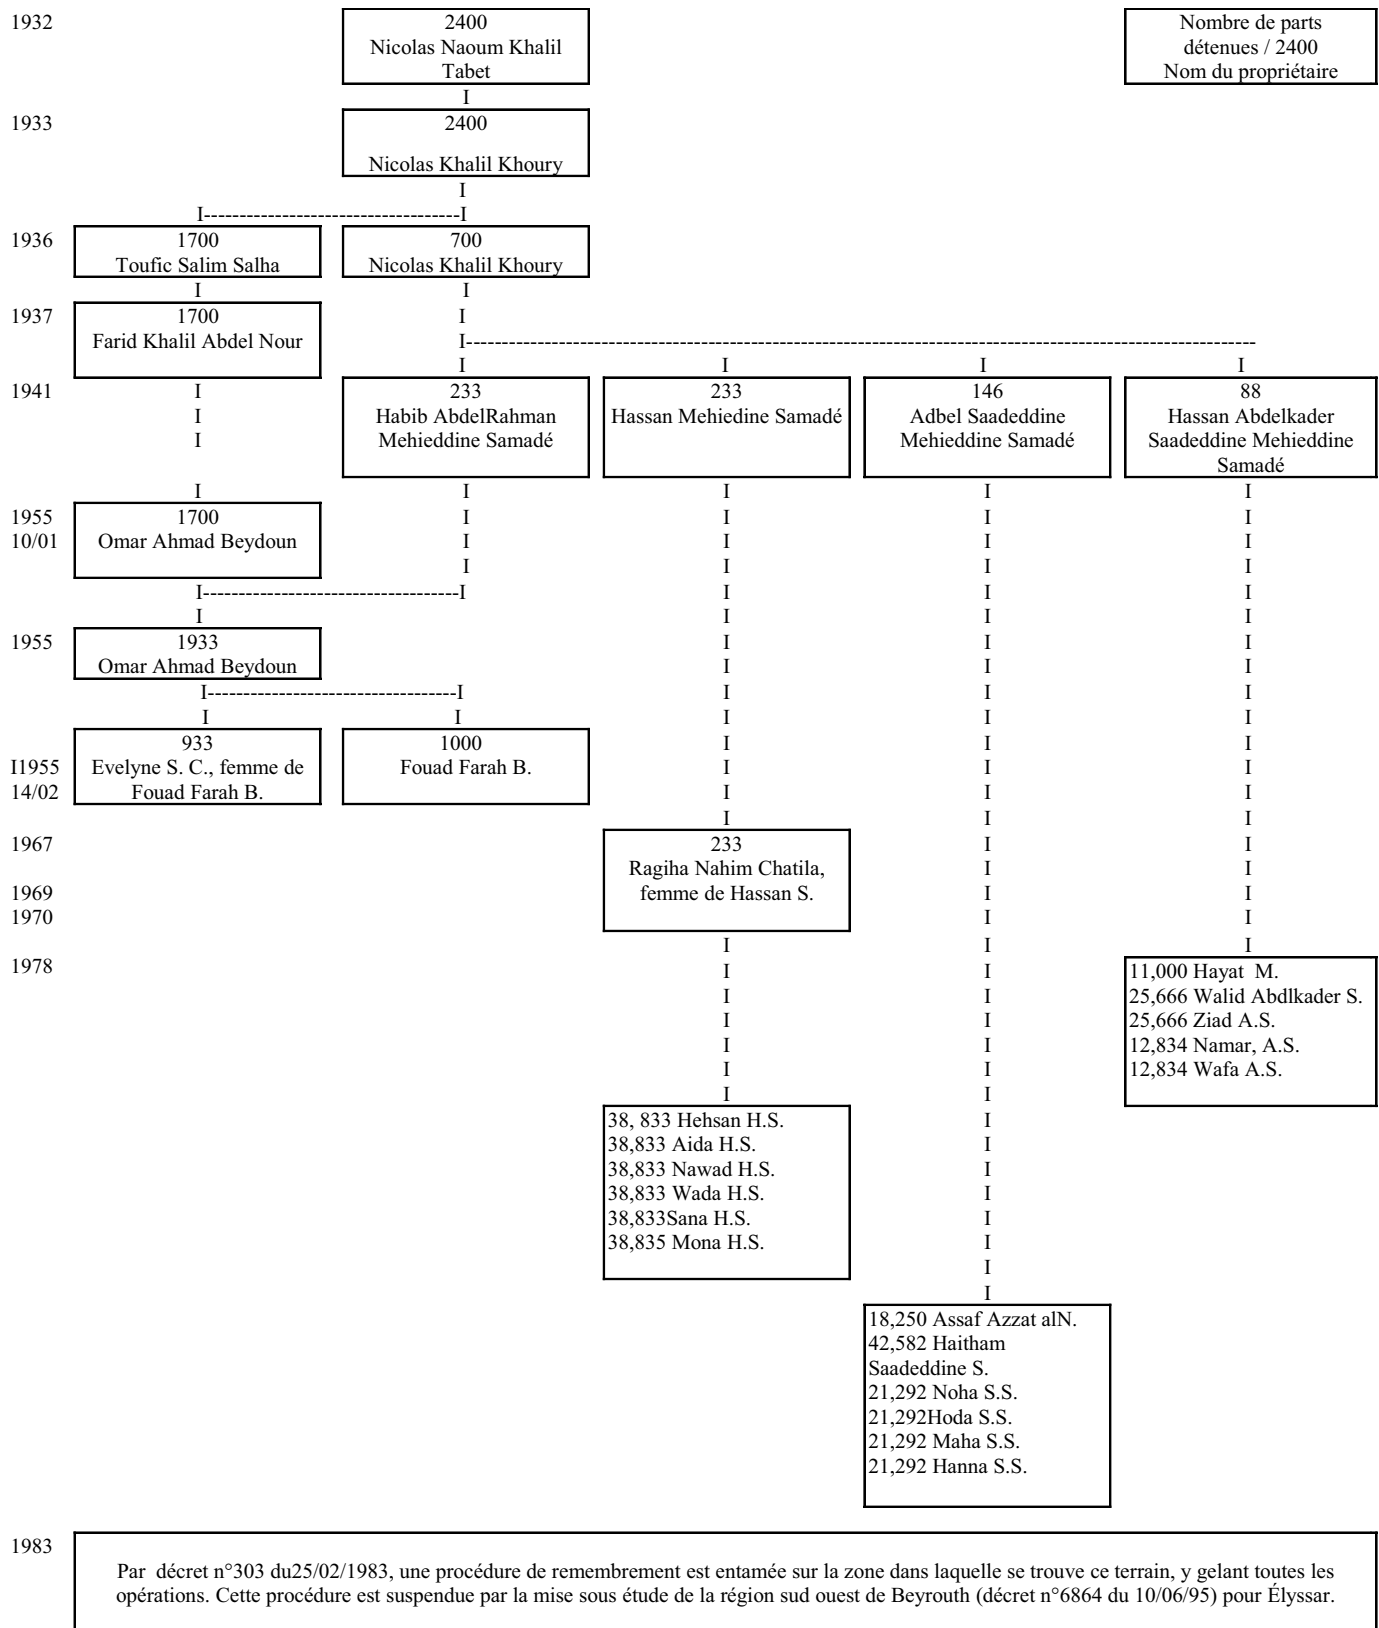 1932
2400
Nicolas Naoum Khalil
Tabet
Nombre de parts
détenues / 2400
Nom du propriétaire
I
1933
2400
Nicolas Khalil Khoury
I
I------------------------------------I
1936
1700
Toufic Salim Salha
700
Nicolas Khalil Khoury
I
I
1937
1700
Farid Khalil Abdel Nour
I
I---------------------------------------------------------------------------------------------------------------
I
I
I
I
1941
I
I
I
233
Habib AbdelRahman
Mehieddine Samadé
233
Hassan Mehiedine Samadé
146
Adbel Saadeddine
Mehieddine Samadé
88
Hassan Abdelkader
Saadeddine Mehieddine
Samadé
I I I I I
1955
10/01
1700
Omar Ahmad Beydoun
I I I I
I I I I
I I I I
I------------------------------------I I I I
I I I I
1955
1933
Omar Ahmad Beydoun
I I I
I I I
I-----------------------------------I I I I
I I I I I
I1955
14/02
933
Evelyne S. C., femme de
Fouad Farah B.
1000
Fouad Farah B.
I I I
I I I
I I I
I I I
1967
1969
1970
233
Ragiha Nahim Chatila,
femme de Hassan S.
I I
I I
I I
I I
I I I
1978
11,000 Hayat M.
25,666 Walid Abdlkader S.
25,666 Ziad A.S.
12,834 Namar, A.S.
12,834 Wafa A.S.
I I
I I
I I
I I
I I
I I
38, 833 Hehsan H.S.
38,833 Aida H.S.
38,833 Nawad H.S.
38,833 Wada H.S.
38,833Sana H.S.
38,835 Mona H.S.
I
I
I
I
I
I
I
I
18,250 Assaf Azzat alN.
42,582 Haitham
Saadeddine S.
21,292 Noha S.S.
21,292Hoda S.S.
21,292 Maha S.S.
21,292 Hanna S.S.
1983
Par décret n°303 du25/02/1983, une procédure de remembrement est entamée sur la zone dans laquelle se trouve ce terrain, y gelant toutes les
opérations. Cette procédure est suspendue par la mise sous étude de la région sud ouest de Beyrouth (décret n°6864 du 10/06/95) pour Élyssar.